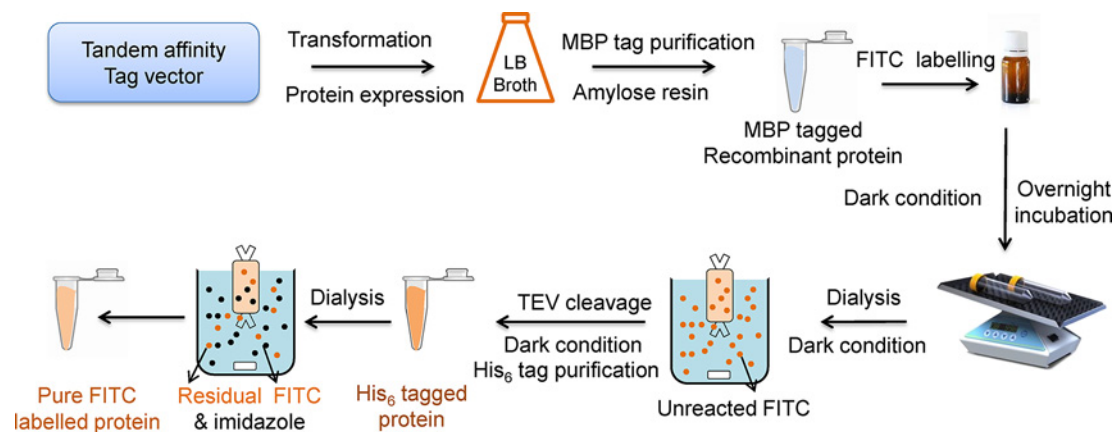 Tandem affinity
Tag vector
Transformation
Protein expression
LB
Broth
MBP tag purification
Amylose resin
MBP tagged
Recombinant protein
FITC labelling
Dark condition
Overnight
incubation
Dialysis
Dark condition
Unreacted FITC
TEV cleavage
Dark condition
His₆ tag purification
His₆ tagged
protein
Dialysis
Residual FITC
& imidazole
Pure FITC
labelled protein